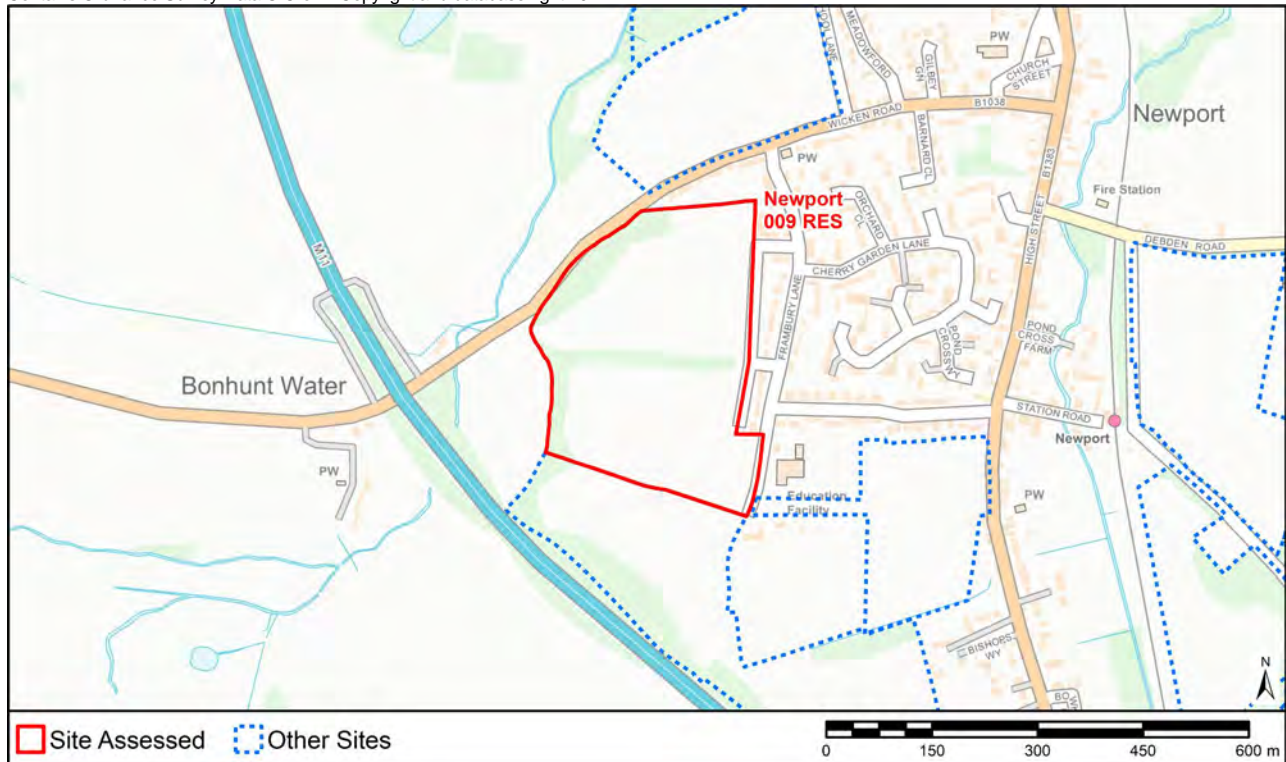 HOOL LANE
MEADOWFORD
GILBEY
GN
PW
CHURCH
STREET
WICKEN ROAD
B1038
BARNARD CL
Newport
B1383
PW
Fire Station
Newport
009 RES
ORCHARD
CL
CHERRY GARDEN LANE
HIGH STREET
DEBDEN ROAD
M11
FRAMBURY LANE
POND
CROSS
FARM
POND
CROSS
Bonhunt Water
STATION ROAD
Newport
PW
Education
Facility
PW
BISHOPS
WY
N
Site Assessed
Other Sites
0
150
300
450
600 m